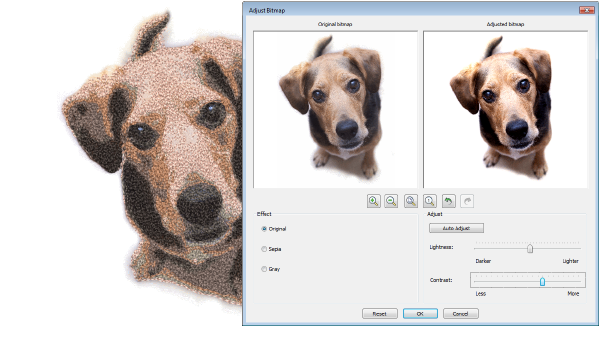 Adjust Bitmap
Original bitmap
Adjusted bitmap
Effect
Original
Sepia
Gray
Adjust
Auto Adjust
Lightness:
Darker
Lighter
Contrast:
Less
More
Reset
OK
Cancel